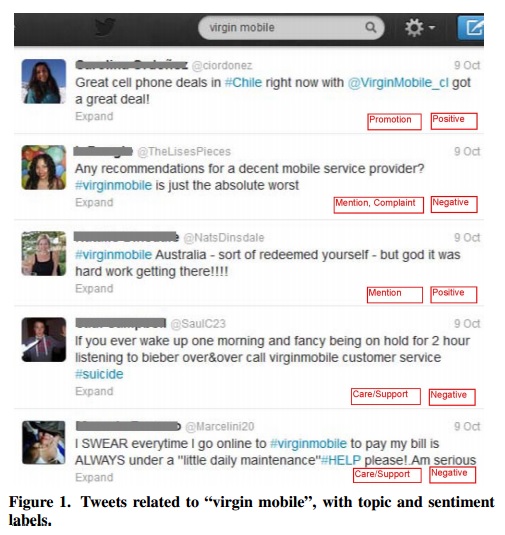 virgin mobile
@ciordonez 9 Oct
Great cell phone deals in #Chile right now with @VirginMobile_cl got
a great deal!
Expand
Promotion Positive
@TheLisesPieces 9 Oct
Any recommendations for a decent mobile service provider?
#virginmobile is just the absolute worst
Expand
Mention, Complaint Negative
@NatsDinsdale 9 Oct
#virginmobile Australia - sort of redeemed yourself - but god it was
hard work getting there!!!!
Expand
Mention Positive
@SaulC23 9 Oct
If you ever wake up one morning and fancy being on hold for 2 hour
listening to bieber over&over call virginmobile customer service
#suicide
Expand
Care/Support Negative
@Marcelini20 9 Oct
I SWEAR everytime I go online to #virginmobile to pay my bill is
ALWAYS under a "little daily maintenance"#HELP please!.Am serious
Expand
Care/Support Negative
Figure 1. Tweets related to “virgin mobile”, with topic and sentiment
labels.